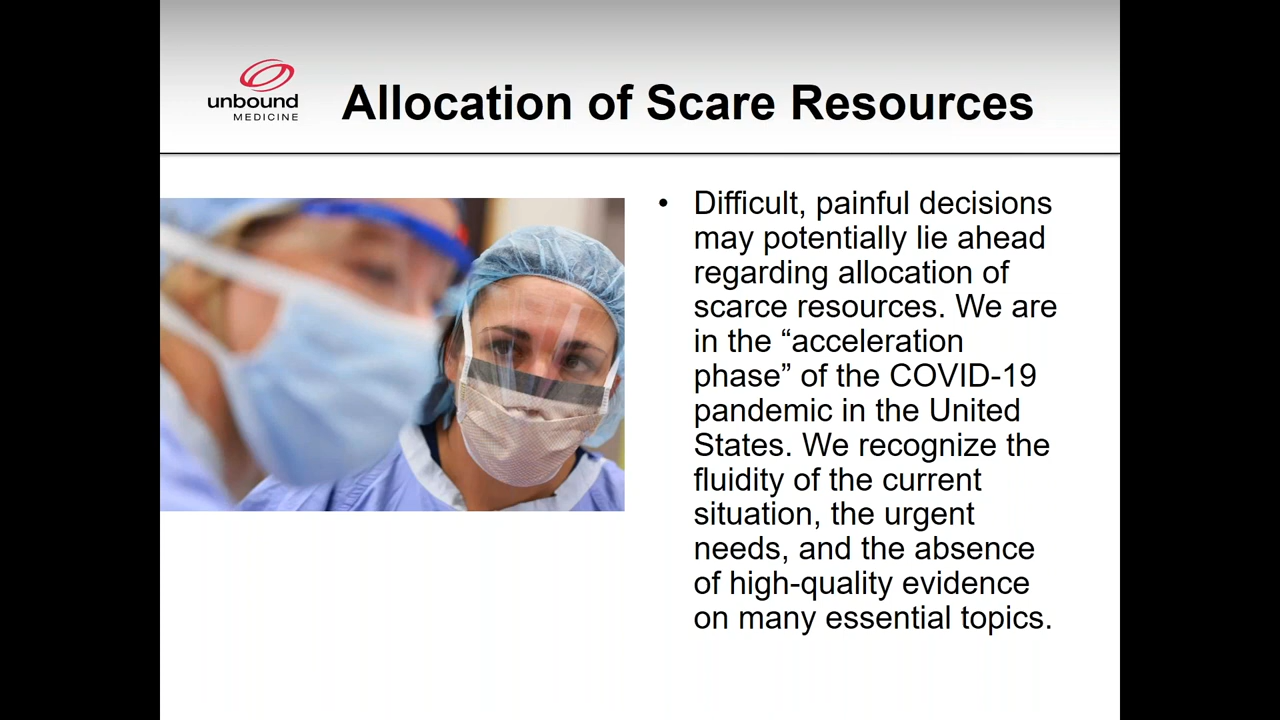 unbound
MEDICINE
Allocation of Scare Resources
• Difficult, painful decisions
may potentially lie ahead
regarding allocation of
scarce resources. We are
in the “acceleration
phase” of the COVID-19
pandemic in the United
States. We recognize the
fluidity of the current
situation, the urgent
needs, and the absence
of high-quality evidence
on many essential topics.